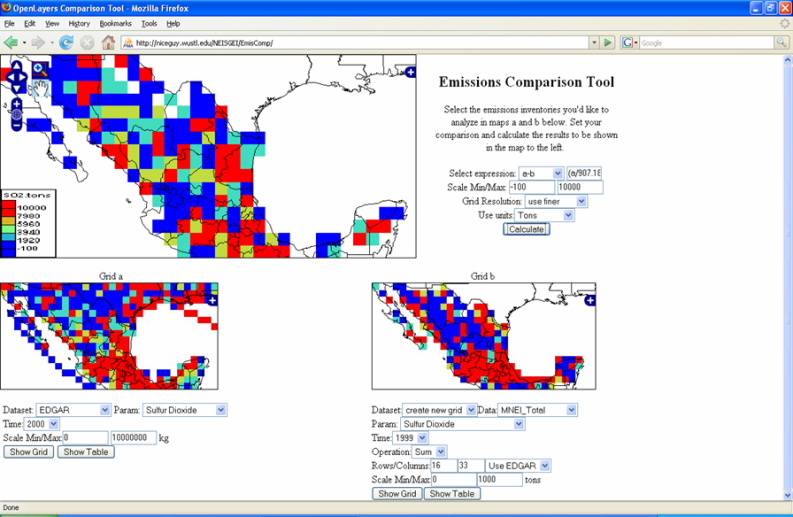 OpenLayers Comparison Tool - Mozilla Firefox
File Edit View History Bookmarks Tools Help
http://niceguy.wustl.edu/NEISGEI/EmisComp/
Google
Emissions Comparison Tool
Select the emissions inventories you'd like to
analyze in maps a and b below. Set your
comparison and calculate the results to be shown
in the map to the left.
Select expression: a-b (a/907.18
Scale Min/Max: -100 10000
Grid Resolution: use finer
Use units: Tons
Calculate
SO2.tons
10000
7980
5960
3940
1920
-100
Grid a
Grid b
Dataset: EDGAR Param: Sulfur Dioxide
Time: 2000
Scale Min/Max: 0 10000000 kg
Show Grid Show Table
Dataset: create new grid Data: MNEI_Total
Param: Sulfur Dioxide
Time: 1999
Operation: Sum
Rows/Columns: 16 33 Use EDGAR
Scale Min/Max: 0 1000 tons
Show Grid Show Table
Done